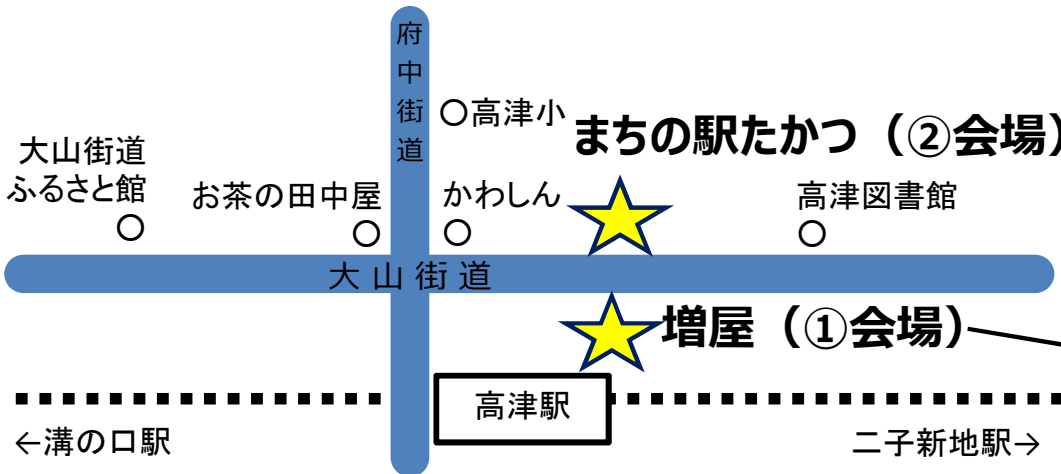 府中街道
○高津小
まちの駅たかつ（②会場）
大山街道
ふるさと館
お茶の田中屋
かわしん
高津図書館
大山街道
増屋（①会場）
高津駅
←溝の口駅
二子新地駅→